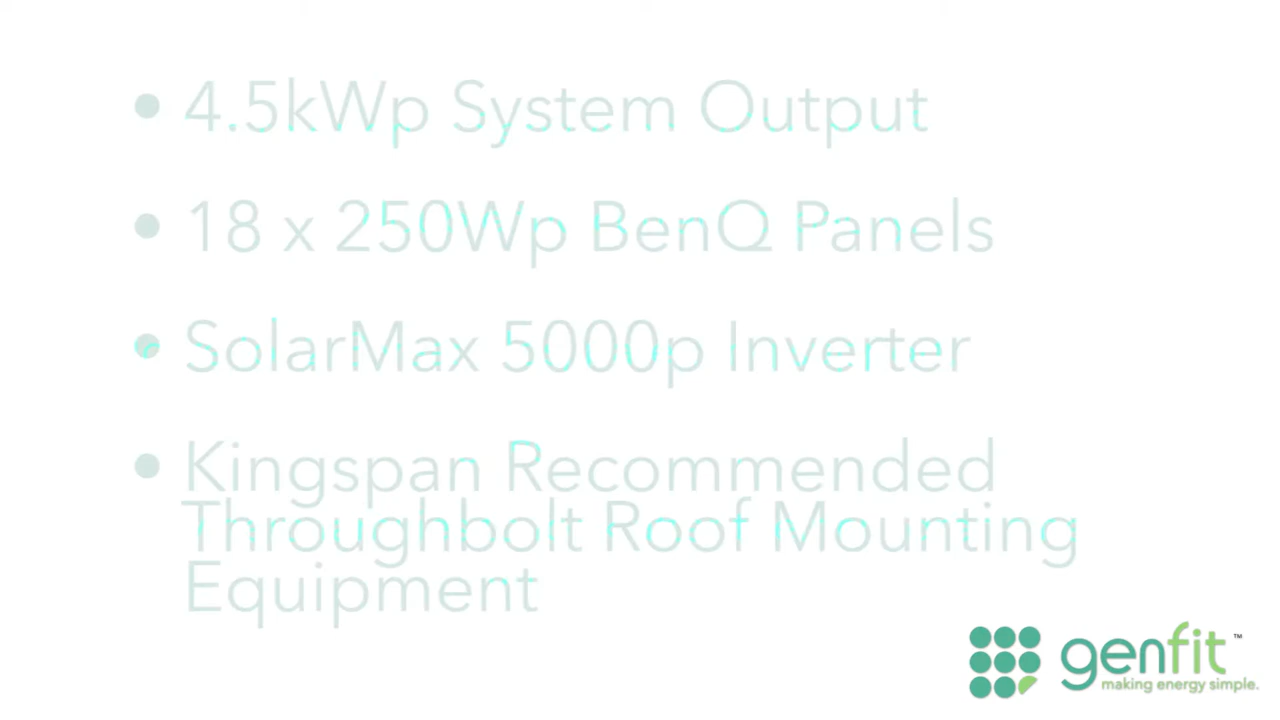 • 4.5kWp System Output
• 18 x 250Wp BenQ Panels
• SolarMax 5000p Inverter
• Kingspan Recommended
Throughbolt Roof Mounting
Equipment
genfit™
making energy simple.